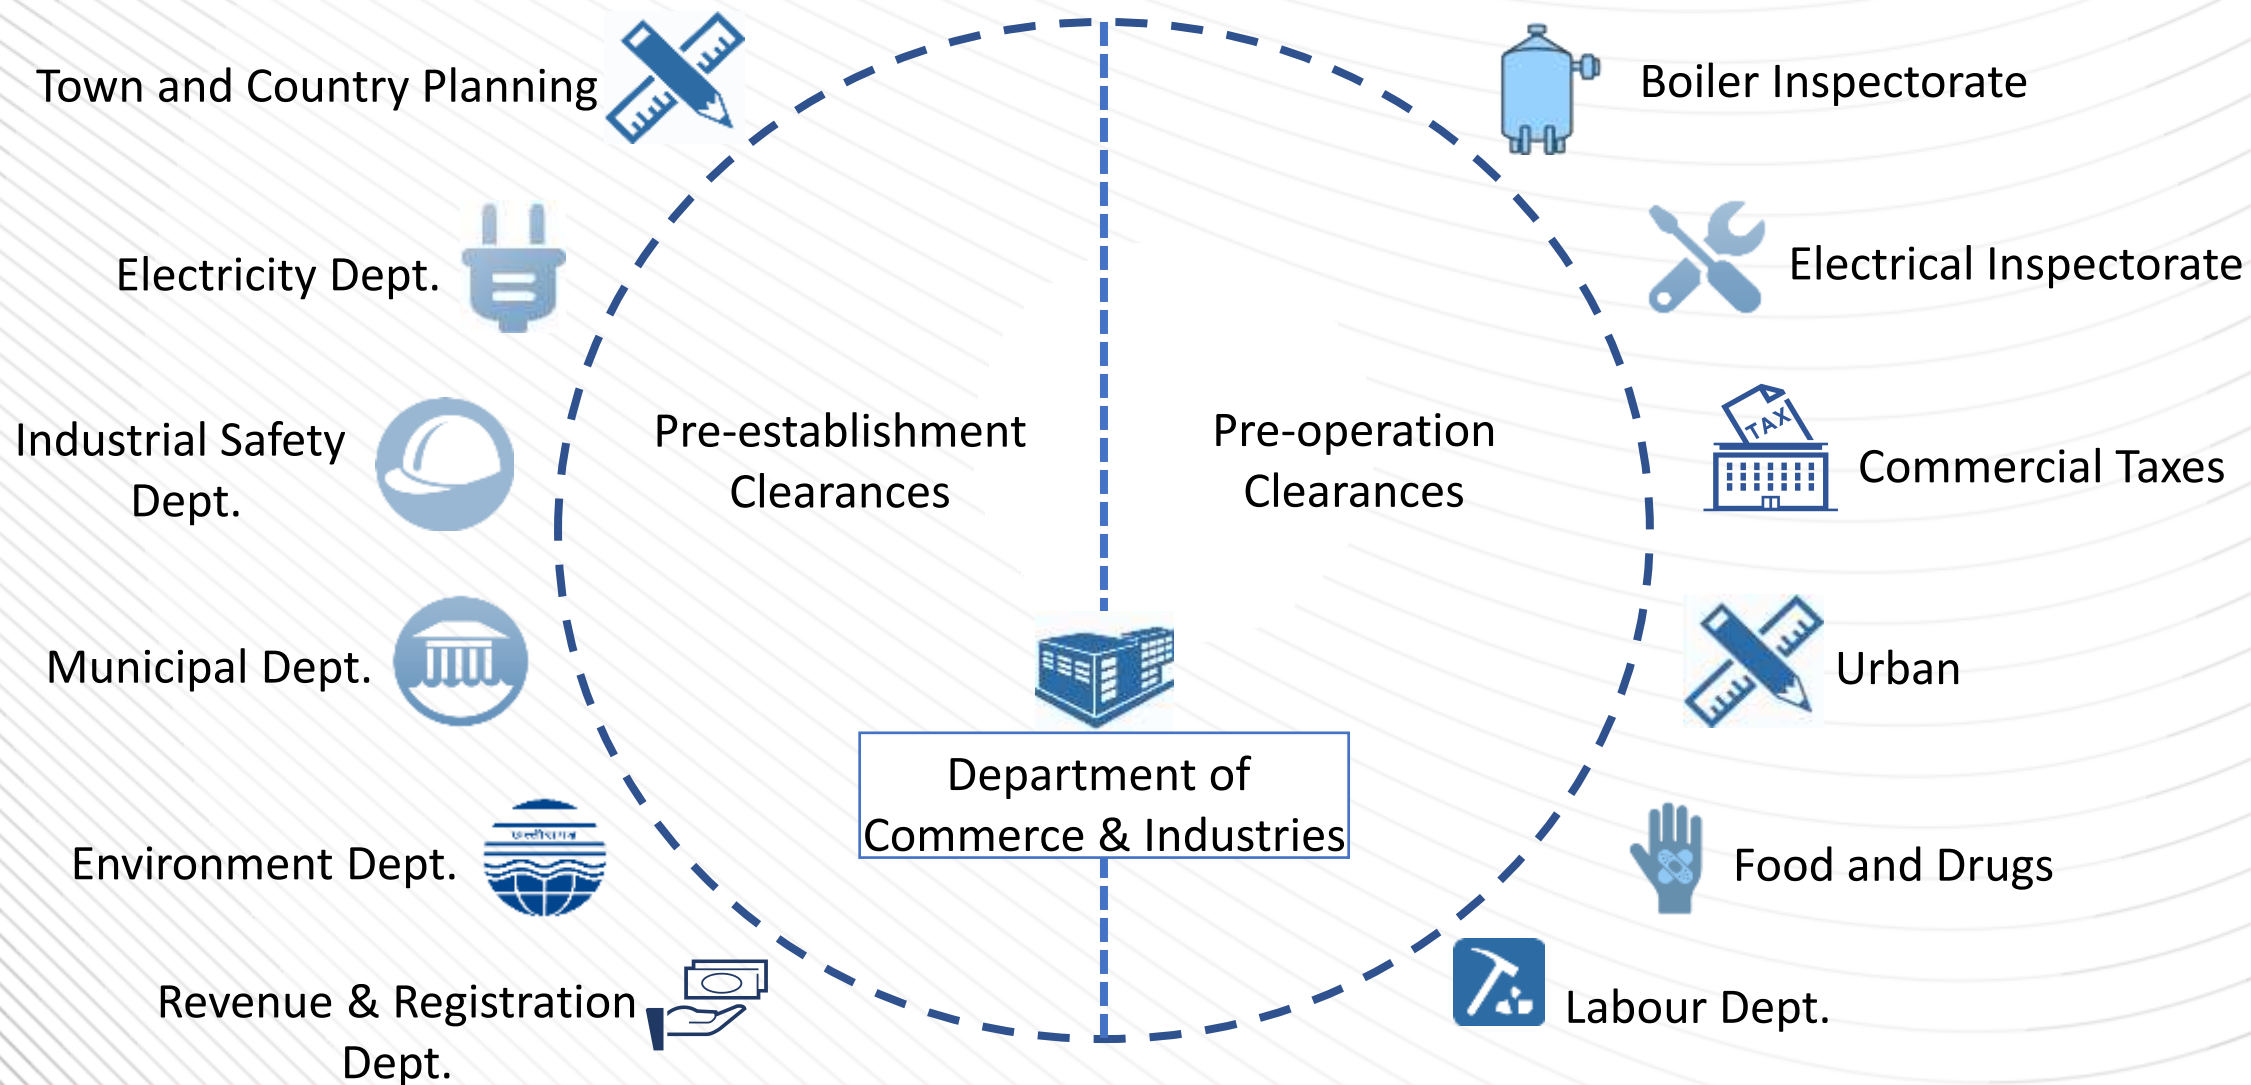 Town and Country Planning
Electricity Dept.
Industrial Safety
Dept.
Municipal Dept.
Environment Dept.
छत्तीसगढ़
Revenue & Registration
Dept.
Pre-establishment
Clearances
Pre-operation
Clearances
Department of
Commerce & Industries
Boiler Inspectorate
Electrical Inspectorate
TAX
Commercial Taxes
Urban
Food and Drugs
Labour Dept.